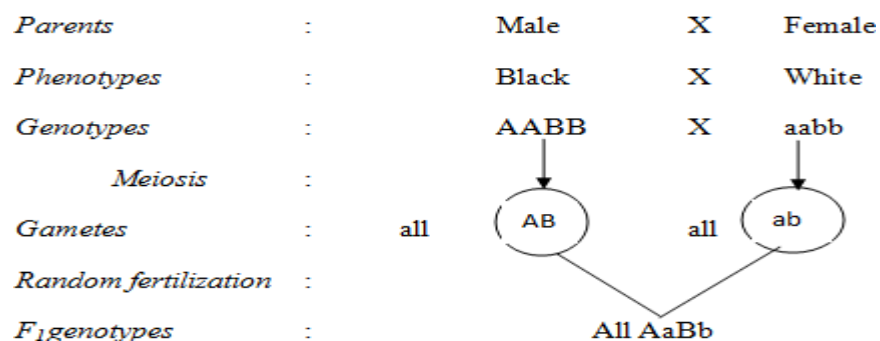 Parents : Male X Female
Phenotypes : Black X White
Genotypes : AABB X aabb
Meiosis :
Gametes : all AB all ab
Random fertilization :
F1genotypes : All AaBb